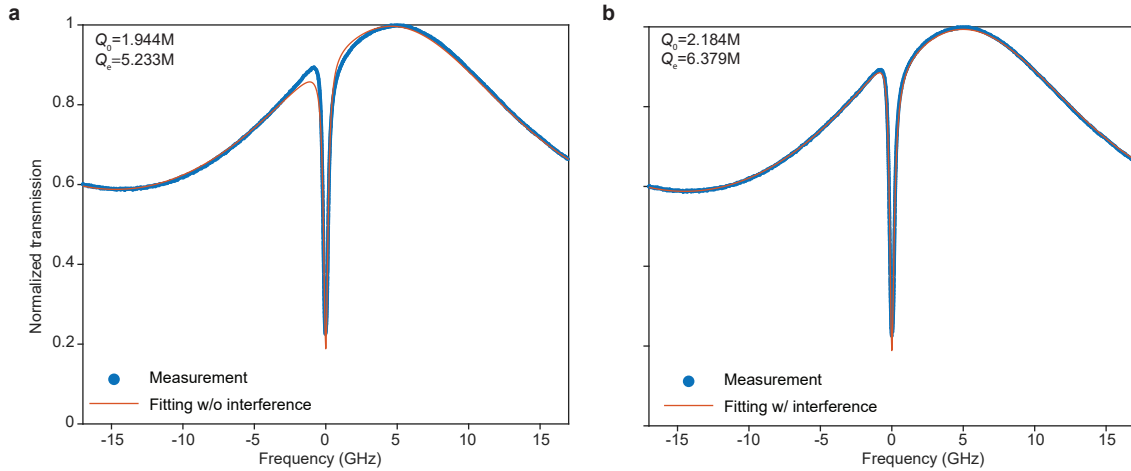 a
Q0=1.944M
Qe=5.233M
Normalized transmission
1
0.8
0.6
0.4
0.2
0
Measurement
Fitting w/o interference
-15 -10 -5 0 5 10 15
Frequency (GHz)
b
Q0=2.184M
Qe=6.379M
Measurement
Fitting w/ interference
-15 -10 -5 0 5 10 15
Frequency (GHz)